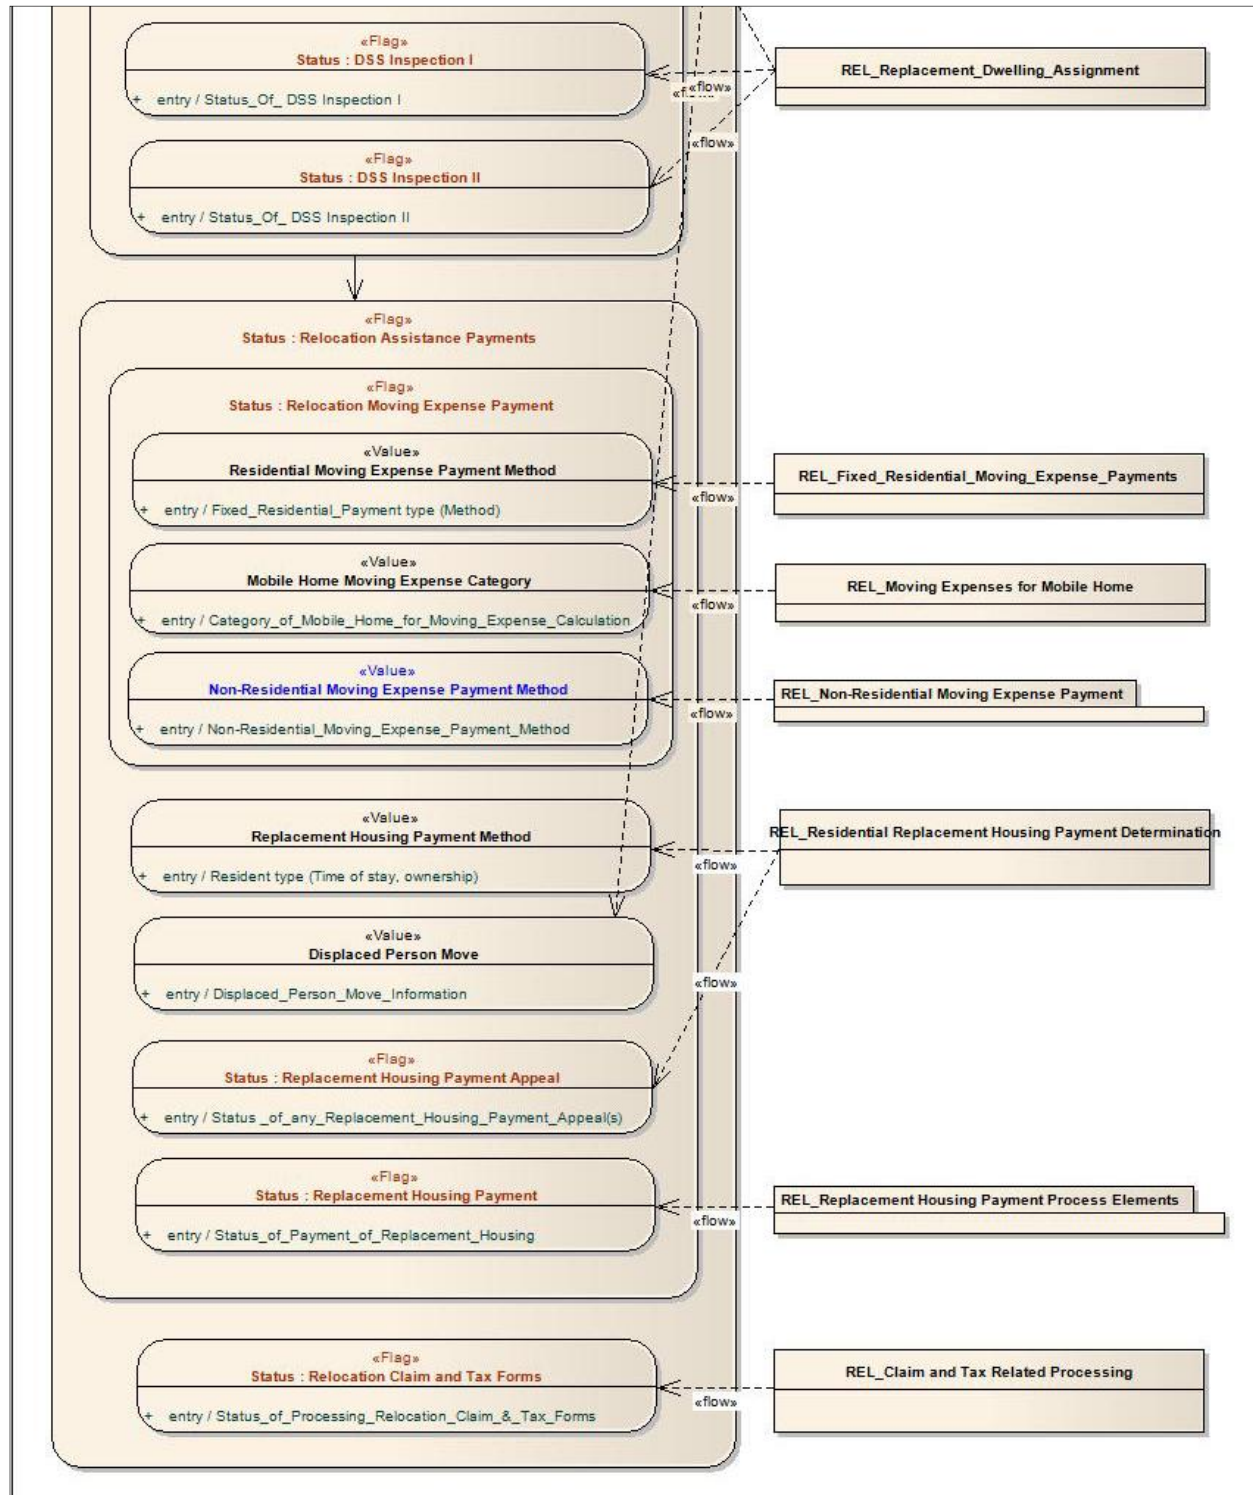 «Flag»
Status : DSS Inspection I
+ entry / Status_Of_ DSS Inspection I
REL_Replacement_Dwelling_Assignment
«flow»
«flow»
«Flag»
Status : DSS Inspection II
+ entry / Status_Of_ DSS Inspection II
«Flag»
Status : Relocation Assistance Payments
«Flag»
Status : Relocation Moving Expense Payment
«Value»
Residential Moving Expense Payment Method
+ entry / Fixed_Residential_Payment type (Method)
REL_Fixed_Residential_Moving_Expense_Payments
«flow»
«Value»
Mobile Home Moving Expense Category
+ entry / Category_of_Mobile_Home_for_Moving_Expense_Calculation
REL_Moving Expenses for Mobile Home
«flow»
«Value»
Non-Residential Moving Expense Payment Method
+ entry / Non-Residential_Moving_Expense_Payment_Method
REL_Non-Residential Moving Expense Payment
«flow»
«Value»
Replacement Housing Payment Method
+ entry / Resident type (Time of stay, ownership)
REL_Residential Replacement Housing Payment Determination
«flow»
«Value»
Displaced Person Move
+ entry / Displaced_Person_Move_Information
«flow»
«Flag»
Status : Replacement Housing Payment Appeal
+ entry / Status _of_any_Replacement_Housing_Payment_Appeal(s)
«Flag»
Status : Replacement Housing Payment
+ entry / Status_of_Payment_of_Replacement_Housing
REL_Replacement Housing Payment Process Elements
«flow»
«Flag»
Status : Relocation Claim and Tax Forms
+ entry / Status_of_Processing_Relocation_Claim_&_Tax_Forms
REL_Claim and Tax Related Processing
«flow»